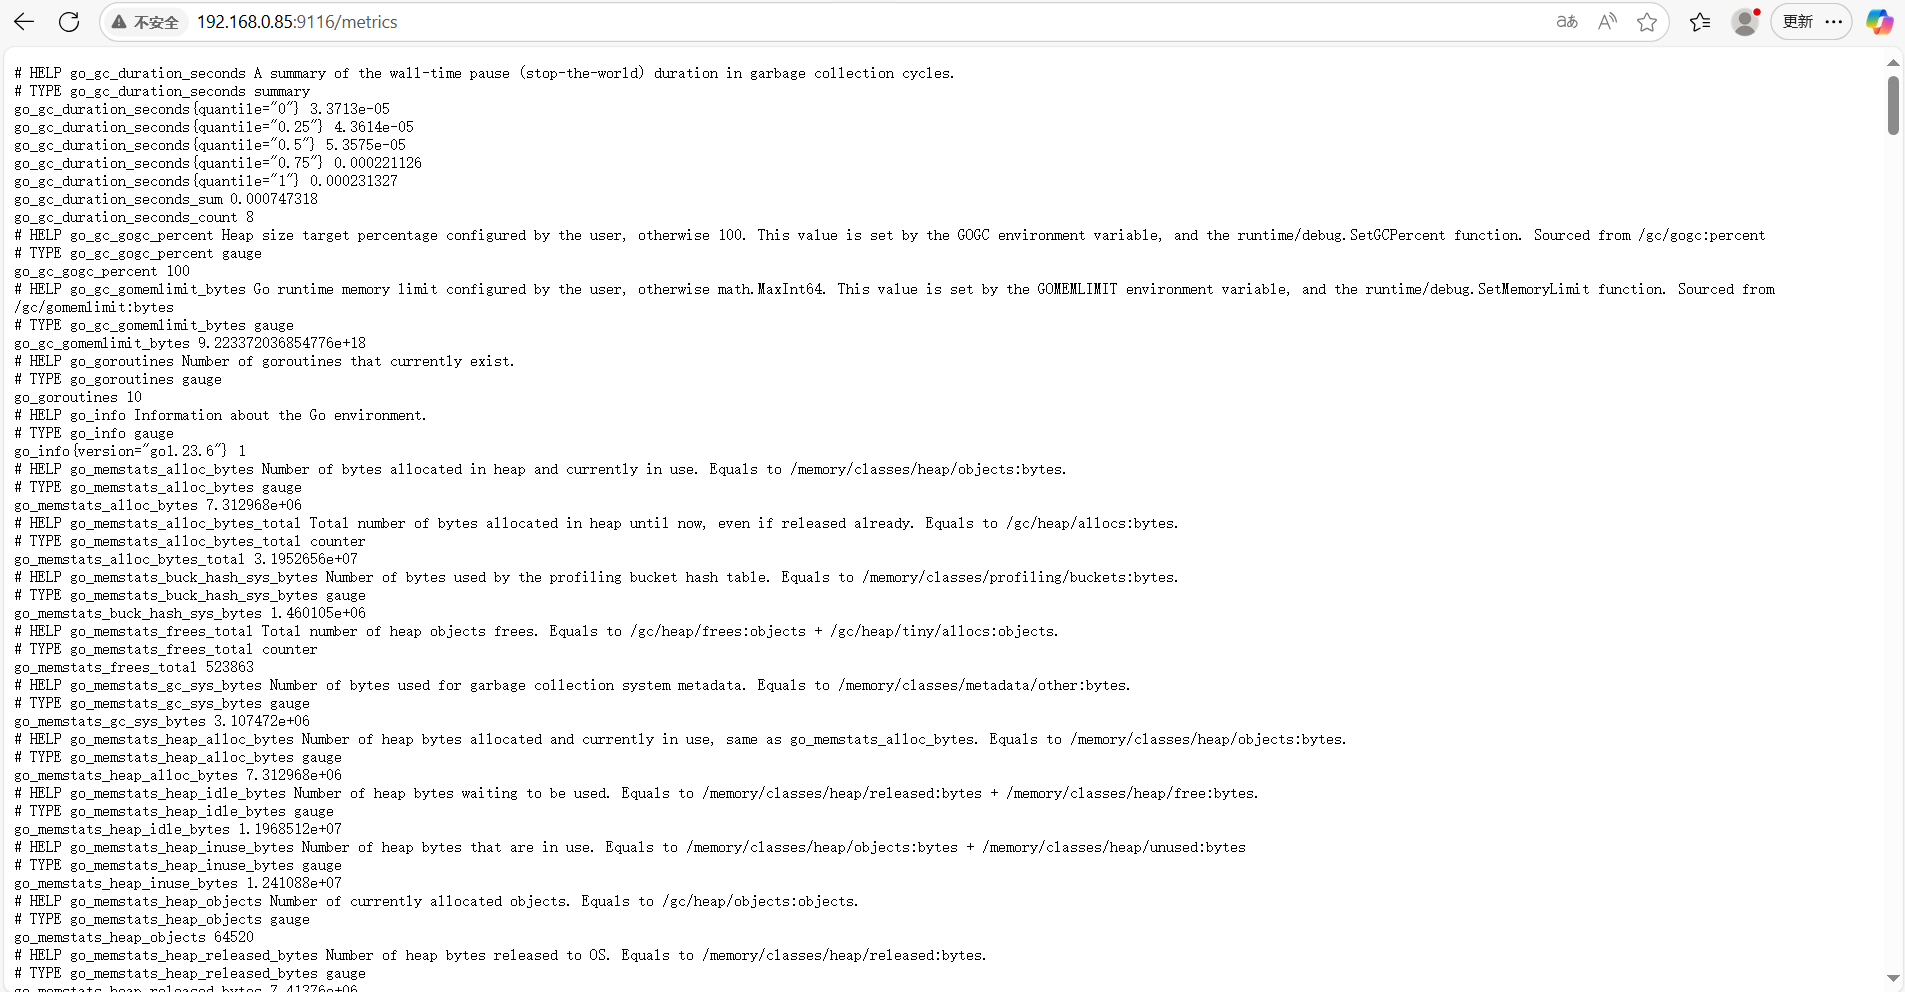 不安全 192.168.0.85:9116/metrics 更新
# HELP go_gc_duration_seconds A summary of the wall-time pause (stop-the-world) duration in garbage collection cycles.
# TYPE go_gc_duration_seconds summary
go_gc_duration_seconds{quantile="0"} 3.3713e-05
go_gc_duration_seconds{quantile="0.25"} 4.3614e-05
go_gc_duration_seconds{quantile="0.5"} 5.3575e-05
go_gc_duration_seconds{quantile="0.75"} 0.000221126
go_gc_duration_seconds{quantile="1"} 0.000231327
go_gc_duration_seconds_sum 0.000747318
go_gc_duration_seconds_count 8
# HELP go_gc_gogc_percent Heap size target percentage configured by the user, otherwise 100. This value is set by the GOGC environment variable, and the runtime/debug.SetGCPercent function. Sourced from /gc/gogc:percent
# TYPE go_gc_gogc_percent gauge
go_gc_gogc_percent 100
# HELP go_gc_gomemlimit_bytes Go runtime memory limit configured by the user, otherwise math.MaxInt64. This value is set by the GOMEMLIMIT environment variable, and the runtime/debug.SetMemoryLimit function. Sourced from
/gc/gomemlimit:bytes
# TYPE go_gc_gomemlimit_bytes gauge
go_gc_gomemlimit_bytes 9.223372036854776e+18
# HELP go_goroutines Number of goroutines that currently exist.
# TYPE go_goroutines gauge
go_goroutines 10
# HELP go_info Information about the Go environment.
# TYPE go_info gauge
go_info{version="go1.23.6"} 1
# HELP go_memstats_alloc_bytes Number of bytes allocated in heap and currently in use. Equals to /memory/classes/heap/objects:bytes.
# TYPE go_memstats_alloc_bytes gauge
go_memstats_alloc_bytes 7.312968e+06
# HELP go_memstats_alloc_bytes_total Total number of bytes allocated in heap until now, even if released already. Equals to /gc/heap/allocs:bytes.
# TYPE go_memstats_alloc_bytes_total counter
go_memstats_alloc_bytes_total 3.1952656e+07
# HELP go_memstats_buck_hash_sys_bytes Number of bytes used by the profiling bucket hash table. Equals to /memory/classes/profiling/buckets:bytes.
# TYPE go_memstats_buck_hash_sys_bytes gauge
go_memstats_buck_hash_sys_bytes 1.460105e+06
# HELP go_memstats_frees_total Total number of heap objects frees. Equals to /gc/heap/frees:objects + /gc/heap/tiny/allocs:objects.
# TYPE go_memstats_frees_total counter
go_memstats_frees_total 523863
# HELP go_memstats_gc_sys_bytes Number of bytes used for garbage collection system metadata. Equals to /memory/classes/metadata/other:bytes.
# TYPE go_memstats_gc_sys_bytes gauge
go_memstats_gc_sys_bytes 3.107472e+06
# HELP go_memstats_heap_alloc_bytes Number of heap bytes allocated and currently in use, same as go_memstats_alloc_bytes. Equals to /memory/classes/heap/objects:bytes.
# TYPE go_memstats_heap_alloc_bytes gauge
go_memstats_heap_alloc_bytes 7.312968e+06
# HELP go_memstats_heap_idle_bytes Number of heap bytes waiting to be used. Equals to /memory/classes/heap/released:bytes + /memory/classes/heap/free:bytes.
# TYPE go_memstats_heap_idle_bytes gauge
go_memstats_heap_idle_bytes 1.1968512e+07
# HELP go_memstats_heap_inuse_bytes Number of heap bytes that are in use. Equals to /memory/classes/heap/objects:bytes + /memory/classes/heap/unused:bytes
# TYPE go_memstats_heap_inuse_bytes gauge
go_memstats_heap_inuse_bytes 1.241088e+07
# HELP go_memstats_heap_objects Number of currently allocated objects. Equals to /gc/heap/objects:objects.
# TYPE go_memstats_heap_objects gauge
go_memstats_heap_objects 64520
# HELP go_memstats_heap_released_bytes Number of heap bytes released to OS. Equals to /memory/classes/heap/released:bytes.
# TYPE go_memstats_heap_released_bytes gauge
go_memstats_heap_released_bytes 7.41376e+06